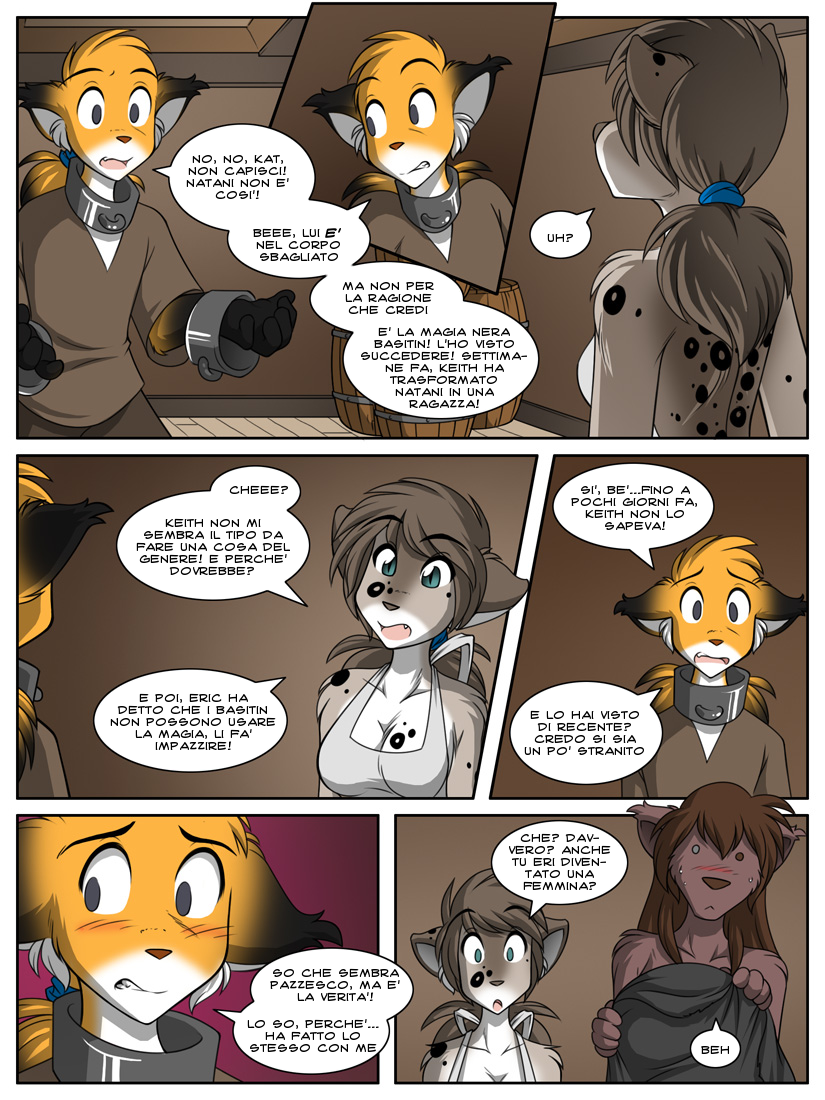 NO, NO, KAT,
NON CAPISCI!
NATANI NON E'
COSI'!
BEEE, LUI E'
NEL CORPO
SBAGLIATO
MA NON PER
LA RAGIONE
CHE CREDI
E' LA MAGIA NERA
BASITIN! L'HO VISTO
SUCCEDERE! SETTIMA-
NE FA, KEITH HA
TRASFORMATO
NATANI IN UNA
RAGAZZA!
UH?
CHEEE?
KEITH NON MI
SEMBRA IL TIPO DA
FARE UNA COSA DEL
GENERE! E PERCHE'
DOVREBBE?
E POI, ERIC HA
DETTO CHE I BASITIN
NON POSSONO USARE
LA MAGIA, LI FA'
IMPAZZIRE!
SI', BE'...FINO A
POCHI GIORNI FA,
KEITH NON LO
SAPEVA!
E LO HAI VISTO
DI RECENTE?
CREDO SI SIA
UN PO' STRANITO
SO CHE SEMBRA
PAZZESCO, MA E'
LA VERITA'!
LO SO, PERCHE'...
HA FATTO LO
STESSO CON ME
CHE? DAV-
VERO? ANCHE
TU ERI DIVEN-
TATO UNA
FEMMINA?
BEH